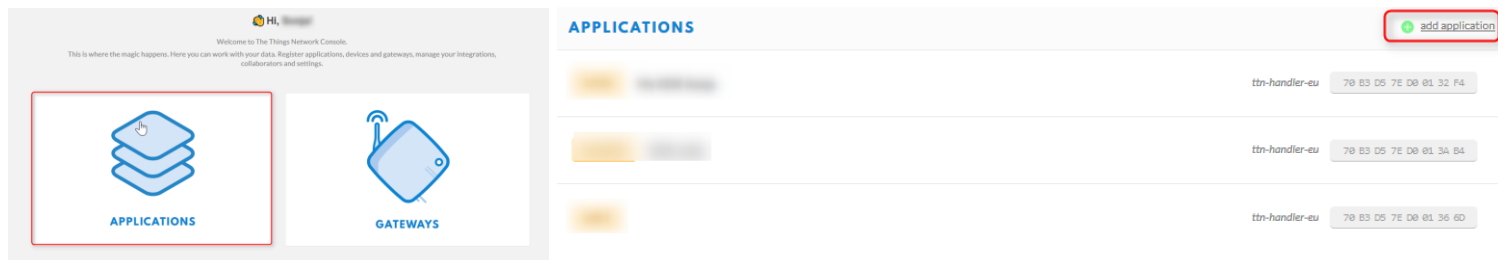 Hi,
Welcome to The Things Network Console.
This is where the magic happens. Here you can work with your data. Register applications, devices and gateways, manage your integrations,
collaborators and settings.
APPLICATIONS
GATEWAYS
APPLICATIONS
add application
ttn-handler-eu 70 B3 D5 7E D0 01 32 F4
ttn-handler-eu 70 B3 D5 7E D0 01 3A B4
ttn-handler-eu 70 B3 D5 7E D0 01 36 6D